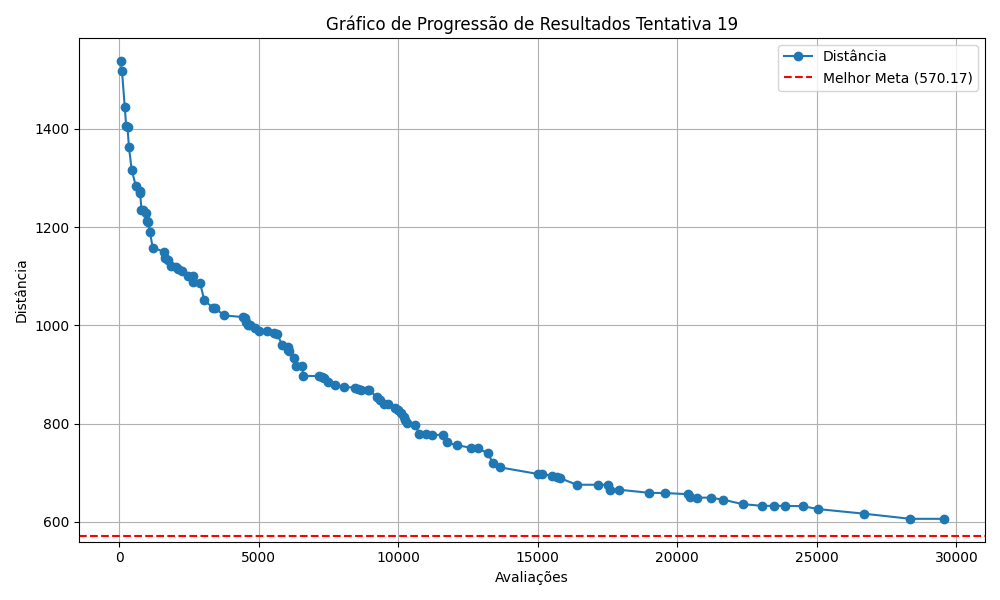 Gráfico de Progressão de Resultados Tentativa 19
Distância
Melhor Meta (570.17)
Distância
1400
1200
1000
800
600
0
5000
10000
15000
20000
25000
30000
Avaliações